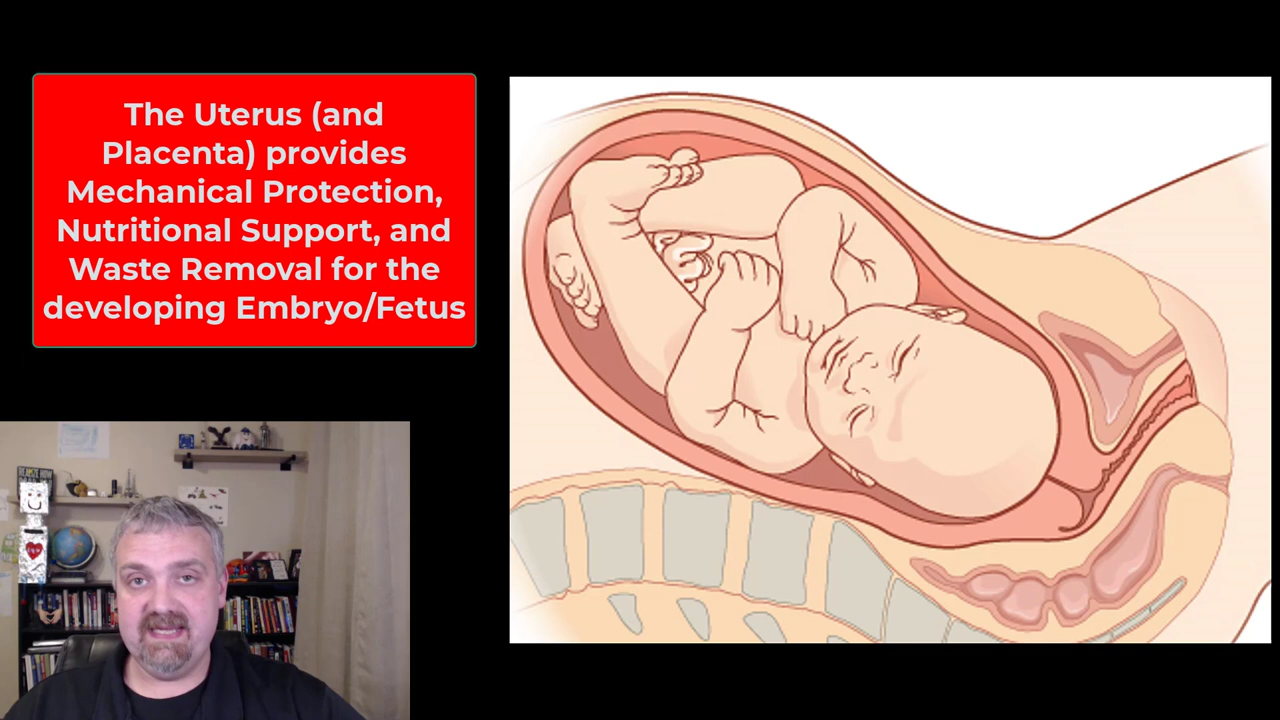 The Uterus (and
Placenta) provides
Mechanical Protection,
Nutritional Support, and
Waste Removal for the
developing Embryo/Fetus